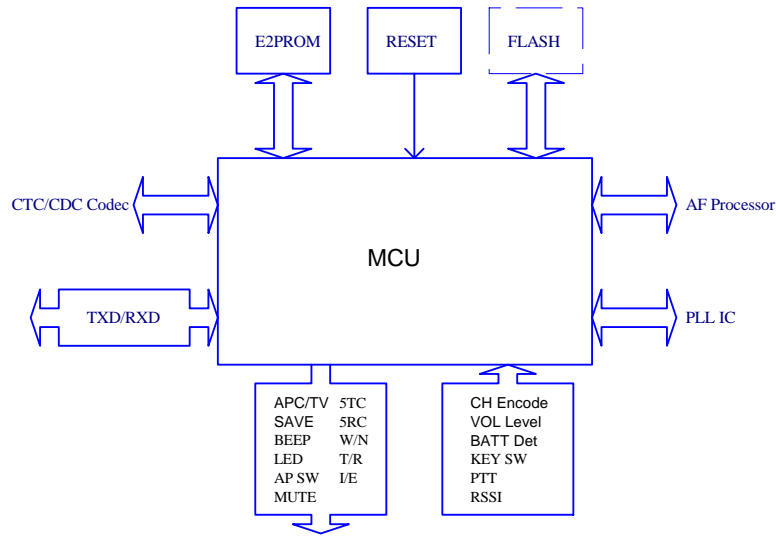 E2PROM
RESET
FLASH
CTC/CDC Codec
AF Processor
MCU
TXD/RXD
PLL IC
APC/TV 5TC
SAVE 5RC
BEEP W/N
LED T/R
AP SW I/E
MUTE
CH Encode
VOL Level
BATT Det
KEY SW
PTT
RSSI